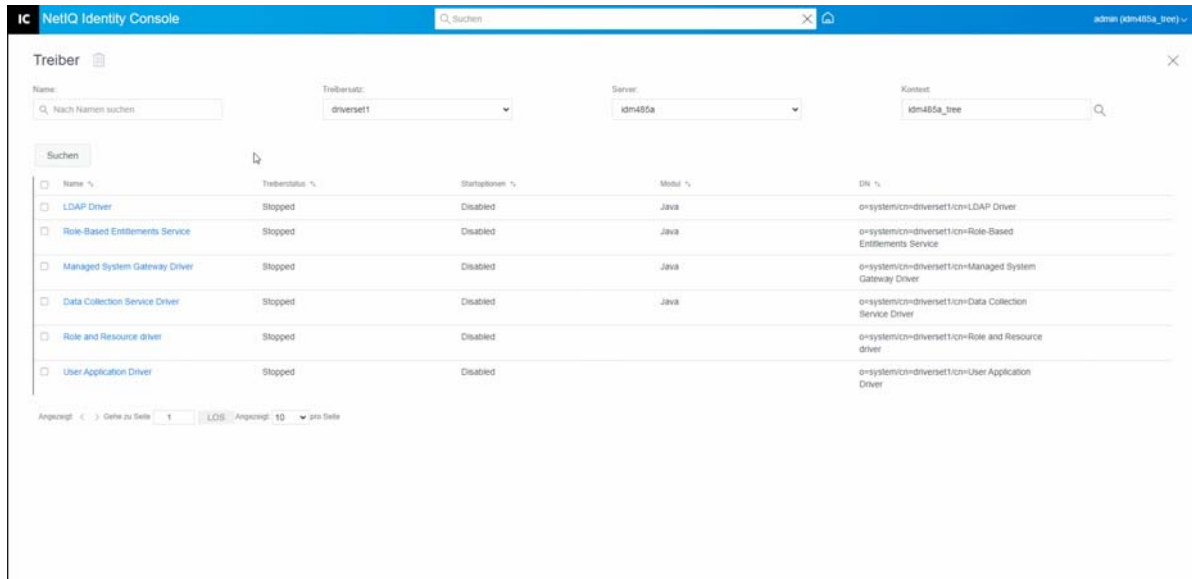 IC NetIQ Identity Console Suchen admin (idm485a_tree)
Treiber
Name: Treibersatz: Server: Kontext:
Nach Namen suchen driverset1 idm485a idm485a_tree
Suchen
Name Treiberstatus Startoptionen Modul DN
LDAP Driver Stopped Disabled Java o=system/cn=driverset1/cn=LDAP Driver
Role-Based Entitlements Service Stopped Disabled Java o=system/cn=driverset1/cn=Role-Based
Entitlements Service
Managed System Gateway Driver Stopped Disabled Java o=system/cn=driverset1/cn=Managed System
Gateway Driver
Data Collection Service Driver Stopped Disabled Java o=system/cn=driverset1/cn=Data Collection
Service Driver
Role and Resource driver Stopped Disabled o=system/cn=driverset1/cn=Role and Resource
driver
User Application Driver Stopped Disabled o=system/cn=driverset1/cn=User Application
Driver
Angezeigt: < > Gehe zu Seite 1 LOS Angezeigt: 10 pro Seite